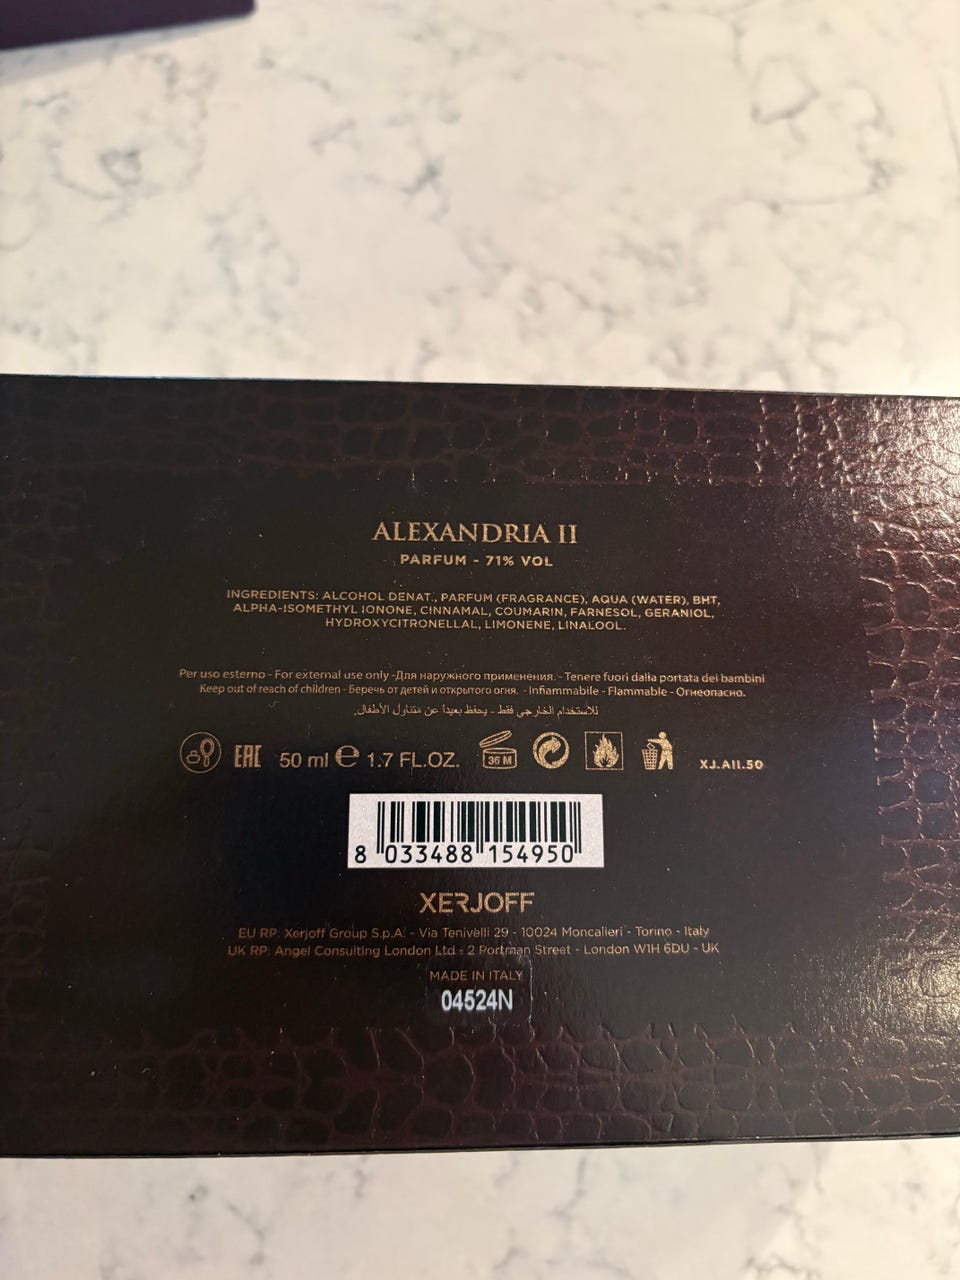 ALEXANDRIA II
PARFUM - 71% VOL
INGREDIENTS: ALCOHOL DENAT., PARFUM (FRAGRANCE), AQUA (WATER), BHT,
ALPHA-ISOMETHYL IONONE, CINNAMAL, COUMARIN, FARNESOL, GERANIOL,
HYDROXYCITRONELLAL, LIMONENE, LINALOOL.
Per uso esterno - For external use only -Для наружного применения. - Tenere fuori dalla portata dei bambini
Keep out of reach of children - Беречь от детей и открытого огня. - Infiammabile - Flammable - Огнеопасно.
للاستخدام الخارجي فقط - يحفظ بعيداً عن متناول الأطفال.
EAC 50 ml ℮ 1.7 FL.OZ. 36 M XJ.AII.50
8 033488 154950
XERJOFF
EU RP: Xerjoff Group S.p.A. - Via Tenivelli 29 - 10024 Moncalieri - Torino - Italy
UK RP: Angel Consulting London Ltd - 2 Portman Street - London W1H 6DU - UK
MADE IN ITALY
04524N